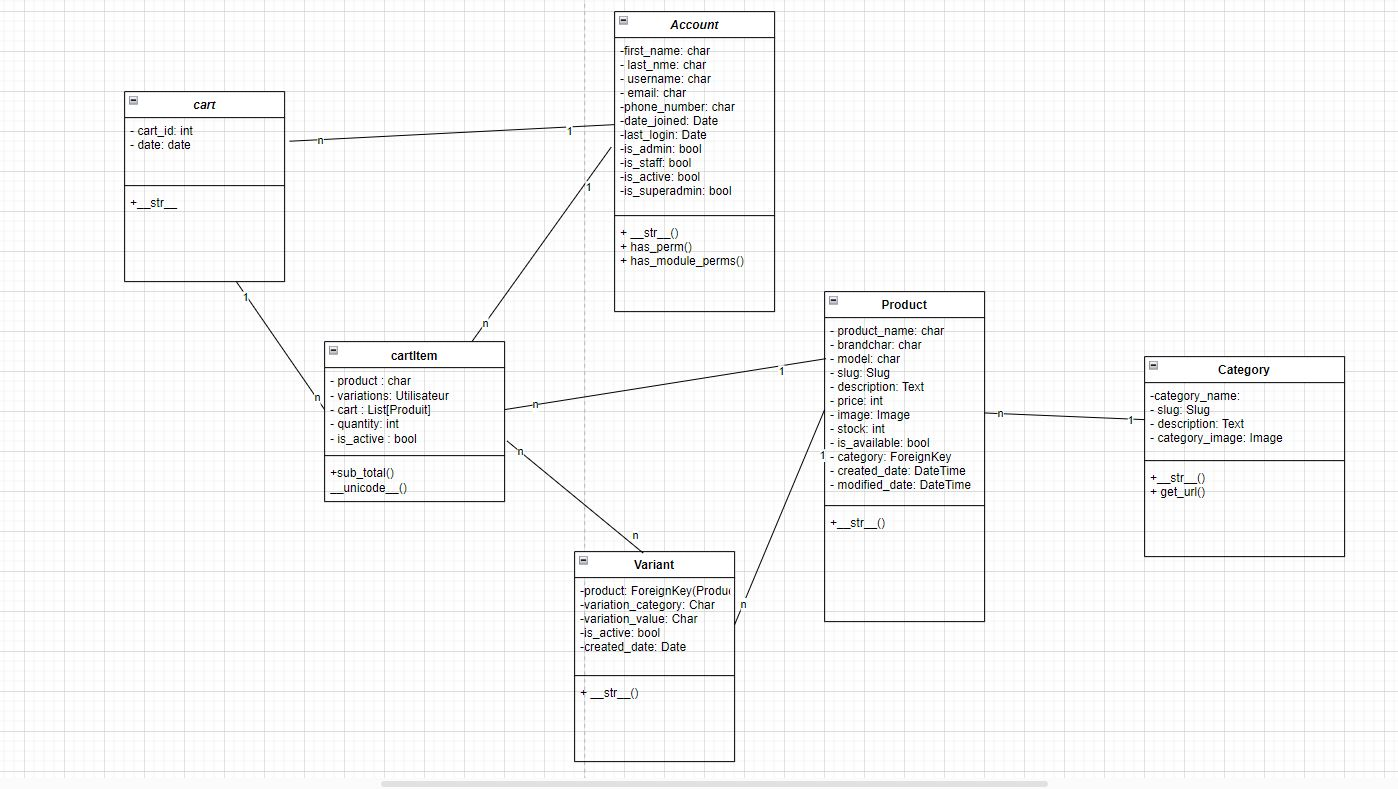 Account
-first_name: char
- last_nme: char
- username: char
- email: char
-phone_number: char
-date_joined: Date
-last_login: Date
-is_admin: bool
-is_staff: bool
-is_active: bool
-is_superadmin: bool
+ __str__()
+ has_perm()
+ has_module_perms()
cart
- cart_id: int
- date: date
+__str__
n
1
1
n
1
n
cartItem
- product : char
- variations: Utilisateur
- cart : List[Produit]
- quantity: int
- is_active : bool
+sub_total()
__unicode__()
n
1
n
n
Product
- product_name: char
- brandchar: char
- model: char
- slug: Slug
- description: Text
- price: int
- image: Image
- stock: int
- is_available: bool
- category: ForeignKey
- created_date: DateTime
- modified_date: DateTime
+__str__()
1
n
n
1
Category
-category_name:
- slug: Slug
- description: Text
- category_image: Image
+__str__()
+ get_url()
Variant
-product: ForeignKey(Produ
-variation_category: Char
-variation_value: Char
-is_active: bool
-created_date: Date
+ __str__()